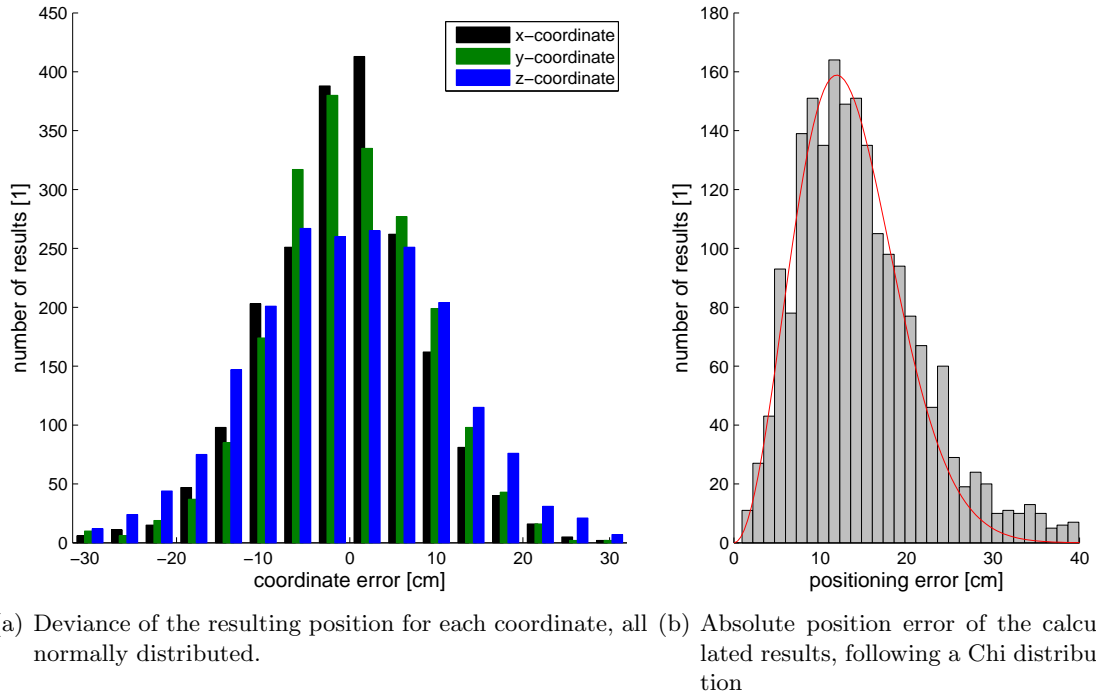 450
400
350
300
250
200
150
100
50
0
number of results [1]
x−coordinate
y−coordinate
z−coordinate
−30
−20
−10
−0
10
20
30
coordinate error [cm]
180
160
140
120
100
80
60
40
20
0
number of results [1]
0
10
20
30
40
positioning error [cm]
a) Deviance of the resulting position for each coordinate, all
normally distributed.
(b) Absolute position error of the calcu
lated results, following a Chi distribu
tion